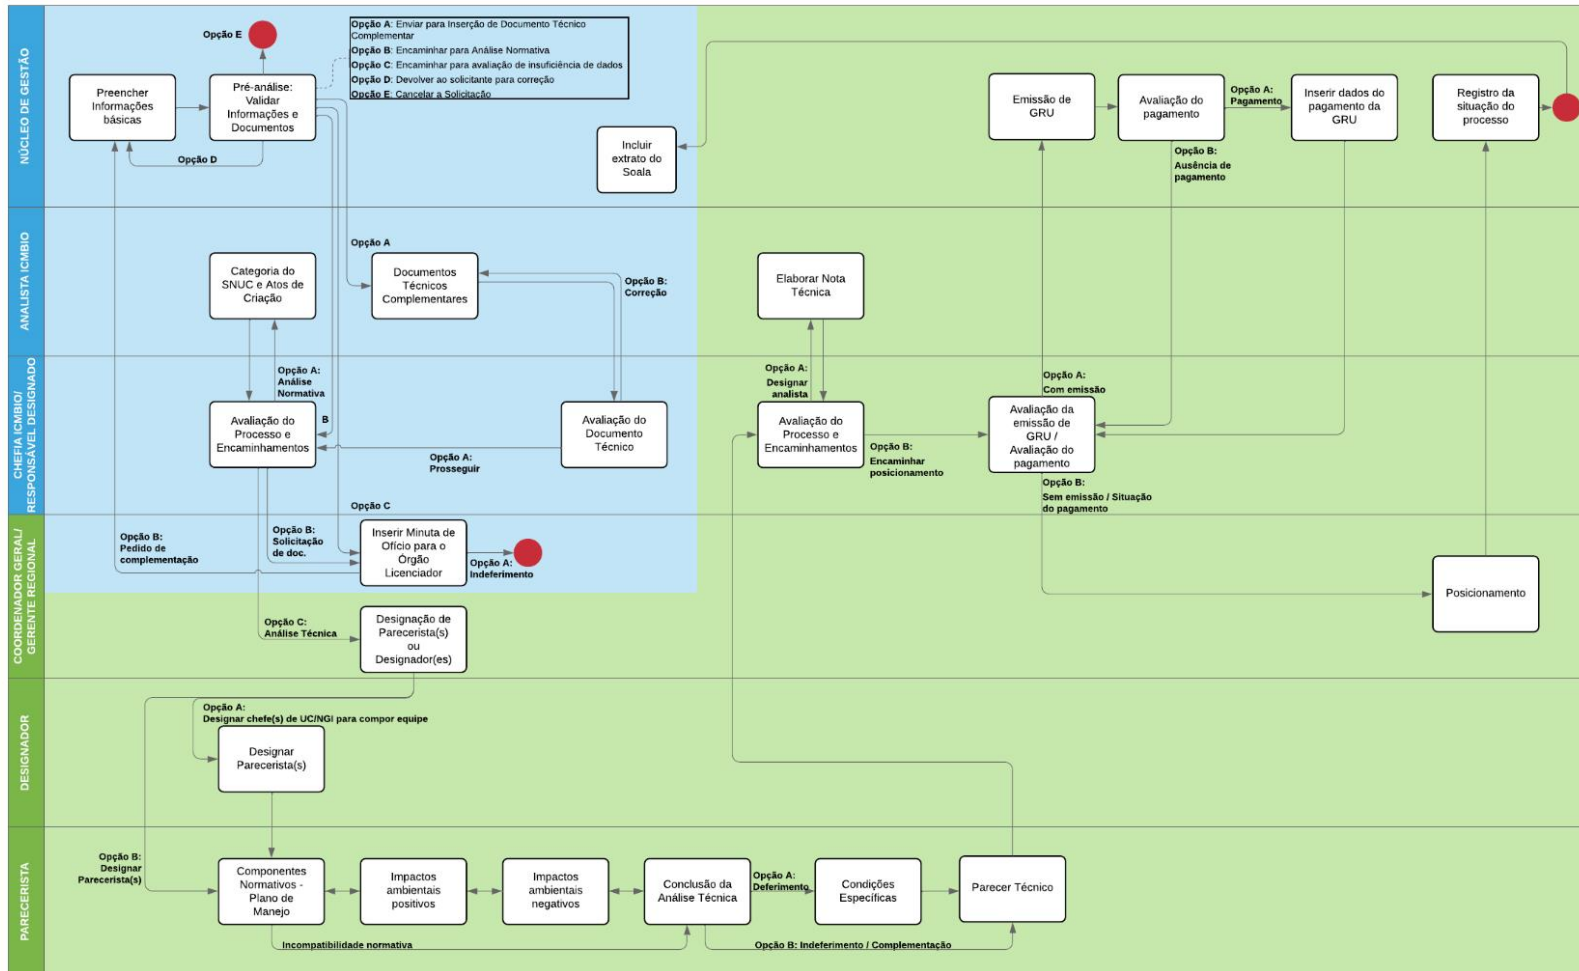 NÚCLEO DE GESTÃO
Opção E
Opção A: Enviar para Inserção de Documento Técnico
Complementar
Opção B: Encaminhar para Análise Normativa
Opção C: Encaminhar para avaliação de insuficiência de dados
Opção D: Devolver ao solicitante para correção
Opção E: Cancelar a Solicitação
Preencher
Informações
básicas
Pré-análise:
Validar
Informações e
Documentos
Opção D
Incluir
extrato do
Soala
Emissão de
GRU
Avaliação do
pagamento
Opção A:
Pagamento
Inserir dados do
pagamento da
GRU
Registro da
situação do
processo
Opção B:
Ausência de
pagamento
ANALISTA ICMBIO
Opção A
Categoria do
SNUC e Atos de
Criação
Documentos
Técnicos
Complementares
Opção B:
Correção
Elaborar Nota
Técnica
CHEFIA ICMBIO/
RESPONSÁVEL DESIGNADO
Opção A:
Análise
Normativa
B
Avaliação do
Processo e
Encaminhamentos
Avaliação do
Documento
Técnico
Opção A:
Prosseguir
Opção A:
Designar
analista
Avaliação do
Processo e
Encaminhamentos
Opção B:
Encaminhar
posicionamento
Opção A:
Com emissão
Avaliação da
emissão de
GRU /
Avaliação do
pagamento
Opção B:
Sem emissão / Situação
do pagamento
Opção C
COORDENADOR GERAL/
GERENTE REGIONAL
Opção B:
Pedido de
complementação
Opção B:
Solicitação
de doc.
Inserir Minuta de
Ofício para o
Órgão
Licenciador
Opção A:
Indeferimento
Posicionamento
Opção C:
Análise Técnica
Designação de
Parecerista(s)
ou
Designador(es)
DESIGNADOR
Opção A:
Designar chefe(s) de UC/NGI para compor equipe
Designar
Parecerista(s)
PARECERISTA
Opção B:
Designar
Parecerista(s)
Componentes
Normativos -
Plano de
Manejo
Impactos
ambientais
positivos
Impactos
ambientais
negativos
Conclusão da
Análise Técnica
Opção A:
Deferimento
Condições
Específicas
Parecer Técnico
Incompatibilidade normativa
Opção B: Indeferimento / Complementação